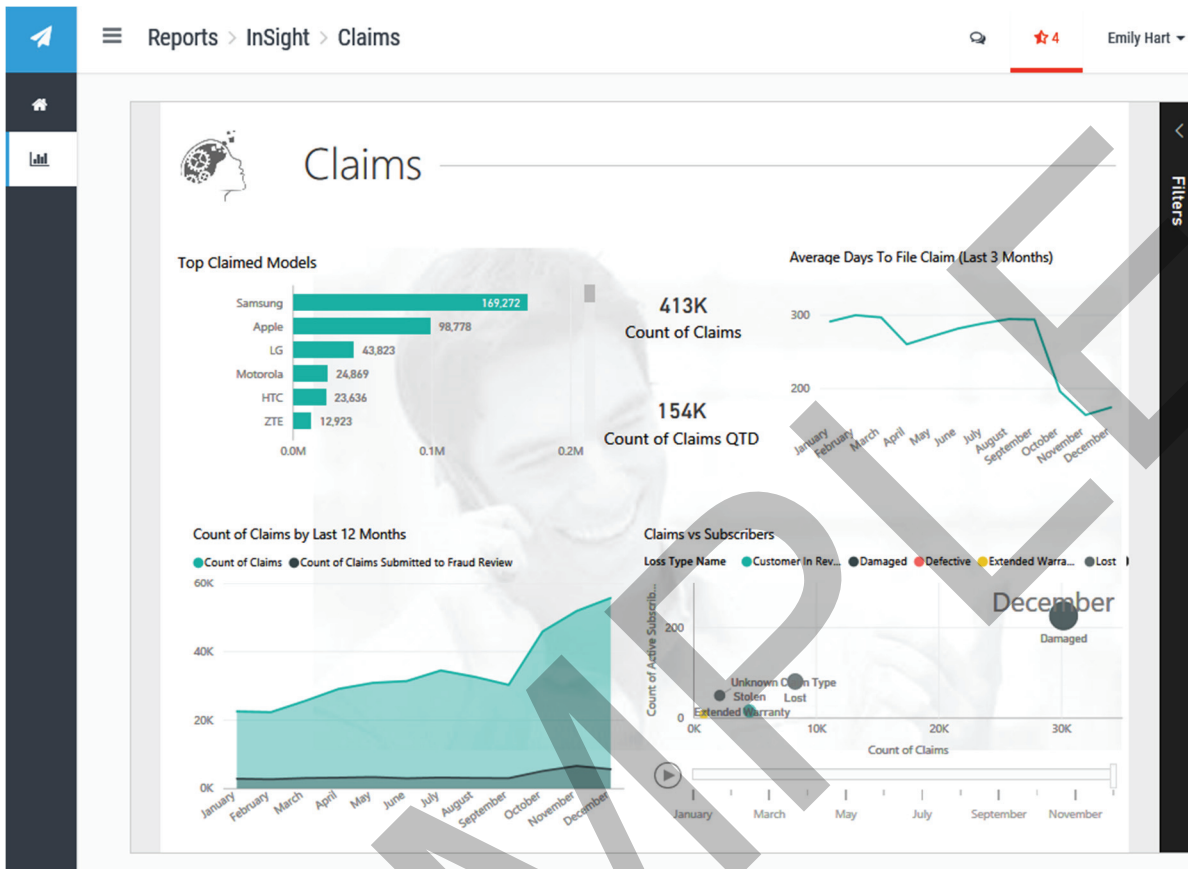 Reports > InSight > Claims
4
Emily Hart
Filters
Claims
Top Claimed Models
Samsung 169,272
Apple 98,778
LG 43,823
Motorola 24,869
HTC 23,636
ZTE 12,923
0.0M 0.1M 0.2M
413K
Count of Claims
154K
Count of Claims QTD
Average Days To File Claim (Last 3 Months)
300
200
January February March April May June July August September October November December
Count of Claims by Last 12 Months
Count of Claims Count of Claims Submitted to Fraud Review
60K
40K
20K
0K
January February March April May June July August September October November December
Claims vs Subscribers
Loss Type Name Customer In Rev... Damaged Defective Extended Warra... Lost
Count of Active Subscrib...
200
0
December
Damaged
Unknown Type
Stolen Lost
Extended Warranty
0K 10K 20K 30K
Count of Claims
January March May July September November
MPLE